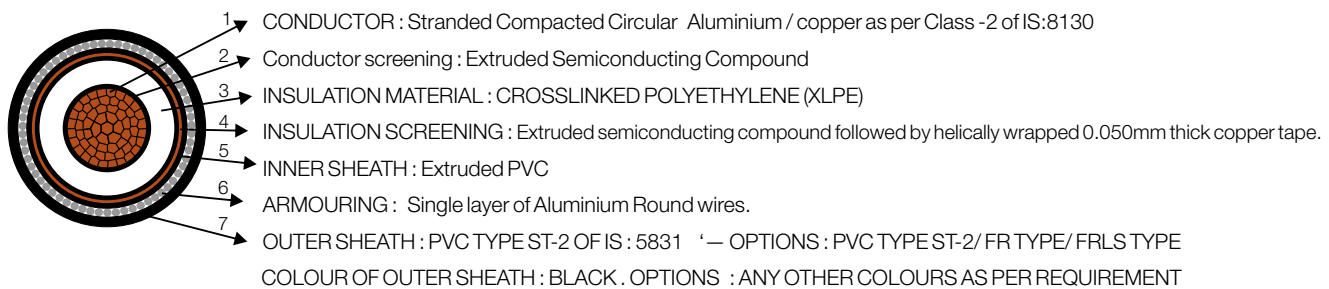 1 CONDUCTOR : Stranded Compacted Circular Aluminium / copper as per Class -2 of IS:8130
2 Conductor screening : Extruded Semiconducting Compound
3 INSULATION MATERIAL : CROSSLINKED POLYETHYLENE (XLPE)
4 INSULATION SCREENING : Extruded semiconducting compound followed by helically wrapped 0.050mm thick copper tape.
5 INNER SHEATH : Extruded PVC
6 ARMOURING : Single layer of Aluminium Round wires.
7 OUTER SHEATH : PVC TYPE ST-2 OF IS : 5831 ‘— OPTIONS : PVC TYPE ST-2/ FR TYPE/ FRLS TYPE
COLOUR OF OUTER SHEATH : BLACK . OPTIONS : ANY OTHER COLOURS AS PER REQUIREMENT